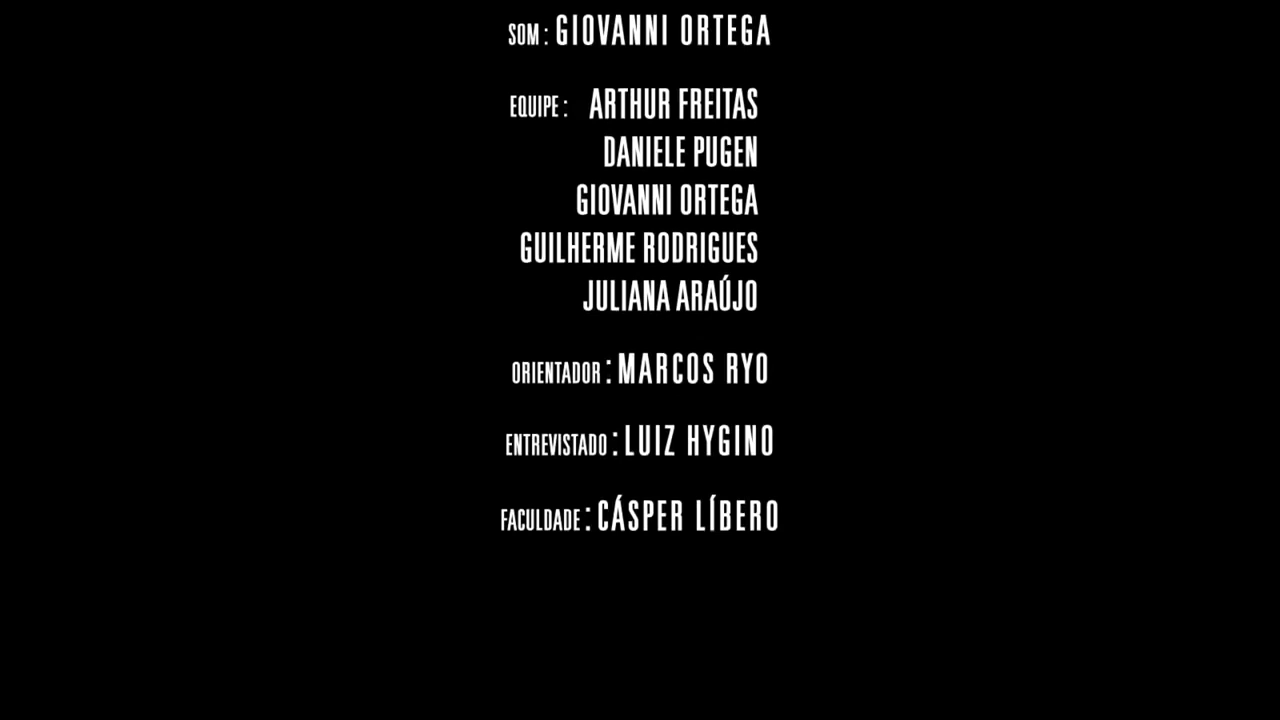 SOM: GIOVANNI ORTEGA
EQUIPE: ARTHUR FREITAS
DANIELE PUGEN
GIOVANNI ORTEGA
GUILHERME RODRIGUES
JULIANA ARAÚJO
ORIENTADOR: MARCOS RYO
ENTREVISTADO: LUIZ HYGINO
FACULDADE: CÁSPER LÍBERO